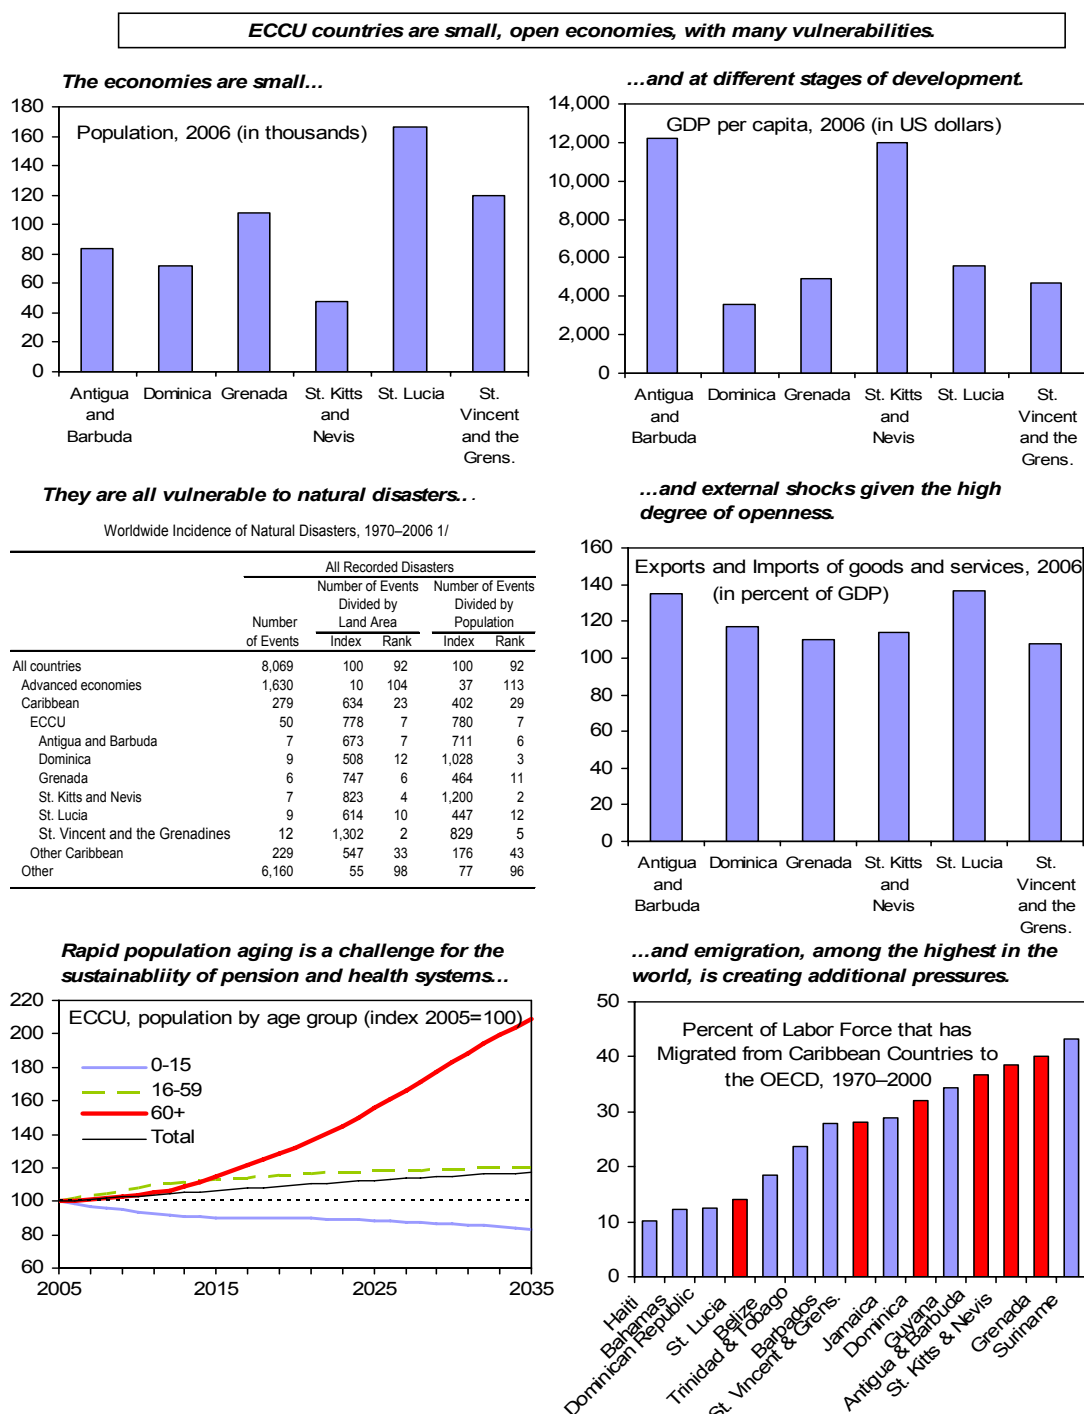 ECCU countries are small, open economies, with many vulnerabilities.
The economies are small...
Population, 2006 (in thousands)
180
160
140
120
100
80
60
40
20
0
Antigua and Barbuda
Dominica
Grenada
St. Kitts and Nevis
St. Lucia
St. Vincent and the Grens.
...and at different stages of development.
GDP per capita, 2006 (in US dollars)
14,000
12,000
10,000
8,000
6,000
4,000
2,000
0
Antigua and Barbuda
Dominica
Grenada
St. Kitts and Nevis
St. Lucia
St. Vincent and the Grens.
They are all vulnerable to natural disasters...
Worldwide Incidence of Natural Disasters, 1970–2006 1/
All Recorded Disasters
Number of Events Divided by Land Area
Number of Events Divided by Population
Number of Events
Index Rank Index Rank
All countries 8,069 100 92 100 92
Advanced economies 1,630 10 104 37 113
Caribbean 279 634 23 402 29
ECCU 50 778 7 780 7
Antigua and Barbuda 7 673 7 711 6
Dominica 9 508 12 1,028 3
Grenada 6 747 6 464 11
St. Kitts and Nevis 7 823 4 1,200 2
St. Lucia 9 614 10 447 12
St. Vincent and the Grenadines 12 1,302 2 829 5
Other Caribbean 229 547 33 176 43
Other 6,160 55 98 77 96
...and external shocks given the high
degree of openness.
Exports and Imports of goods and services, 2006
(in percent of GDP)
160
140
120
100
80
60
40
20
0
Antigua and Barbuda
Dominica
Grenada
St. Kitts and Nevis
St. Lucia
St. Vincent and the Grens.
Rapid population aging is a challenge for the
sustainabliity of pension and health systems...
ECCU, population by age group (index 2005=100)
220
200
180
160
140
120
100
80
60
0-15
16-59
60+
Total
2005
2015
2025
2035
...and emigration, among the highest in the
world, is creating additional pressures.
Percent of Labor Force that has
Migrated from Caribbean Countries to
the OECD, 1970–2000
50
40
30
20
10
0
Haiti
Bahamas
Dominican Republic
St. Lucia
Belize
Trinidad & Tobago
Barbados
St. Vincent & Grens.
Jamaica
Dominica
Guyana
Antigua & Barbuda
St. Kitts & Nevis
Grenada
Suriname